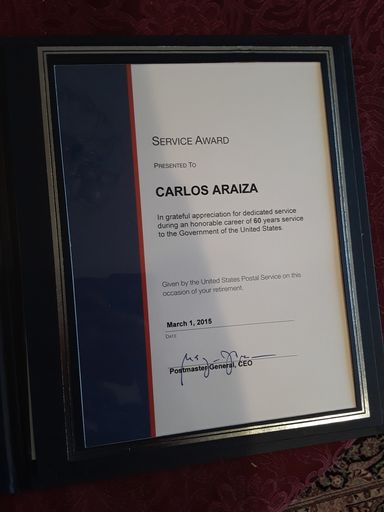 SERVICE AWARD
PRESENTED TO
CARLOS ARAIZA
In grateful appreciation for dedicated service
during an honorable career of 60 years service
to the Government of the United States.
Given by the United States Postal Service on this
occasion of your retirement.
March 1, 2015
DATE
Postmaster General, CEO